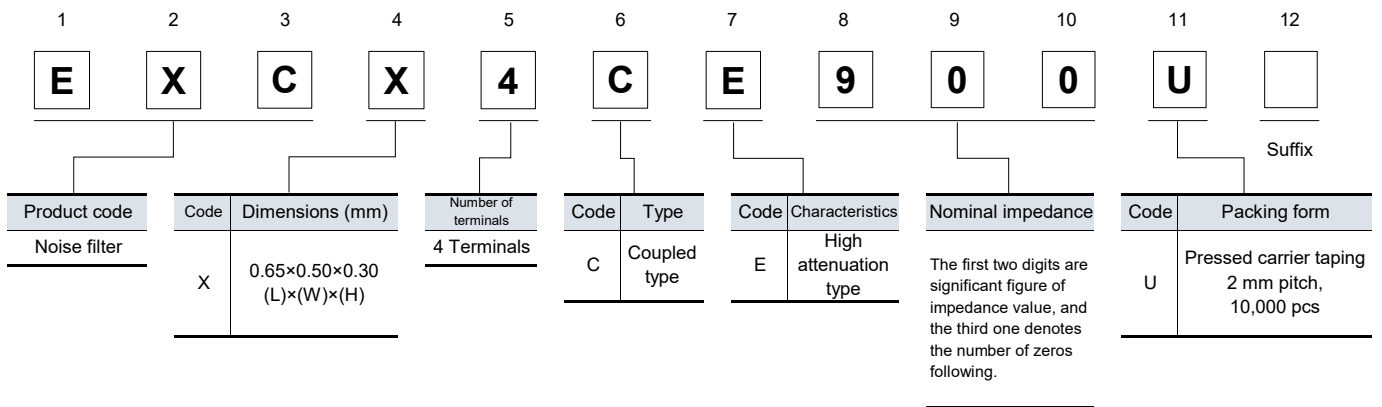 1 2 3 4 5 6 7 8 9 10 11 12
E X C X 4 C E 9 0 0 U
Suffix
Product code
Noise filter
Code Dimensions (mm)
X
0.65×0.50×0.30
(L)×(W)×(H)
Number of
terminals
4 Terminals
Code Type
C
Coupled
type
Code Characteristics
E
High
attenuation
type
Nominal impedance
The first two digits are
significant figure of
impedance value, and
the third one denotes
the number of zeros
following.
Code Packing form
U
Pressed carrier taping
2 mm pitch,
10,000 pcs